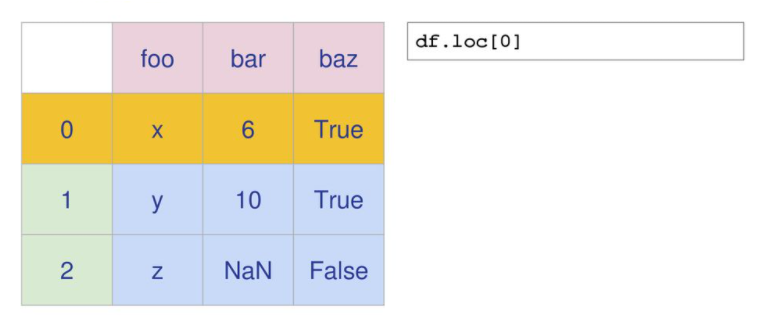 foo bar baz
0 x 6 True
1 y 10 True
2 z NaN False
df.loc[0]